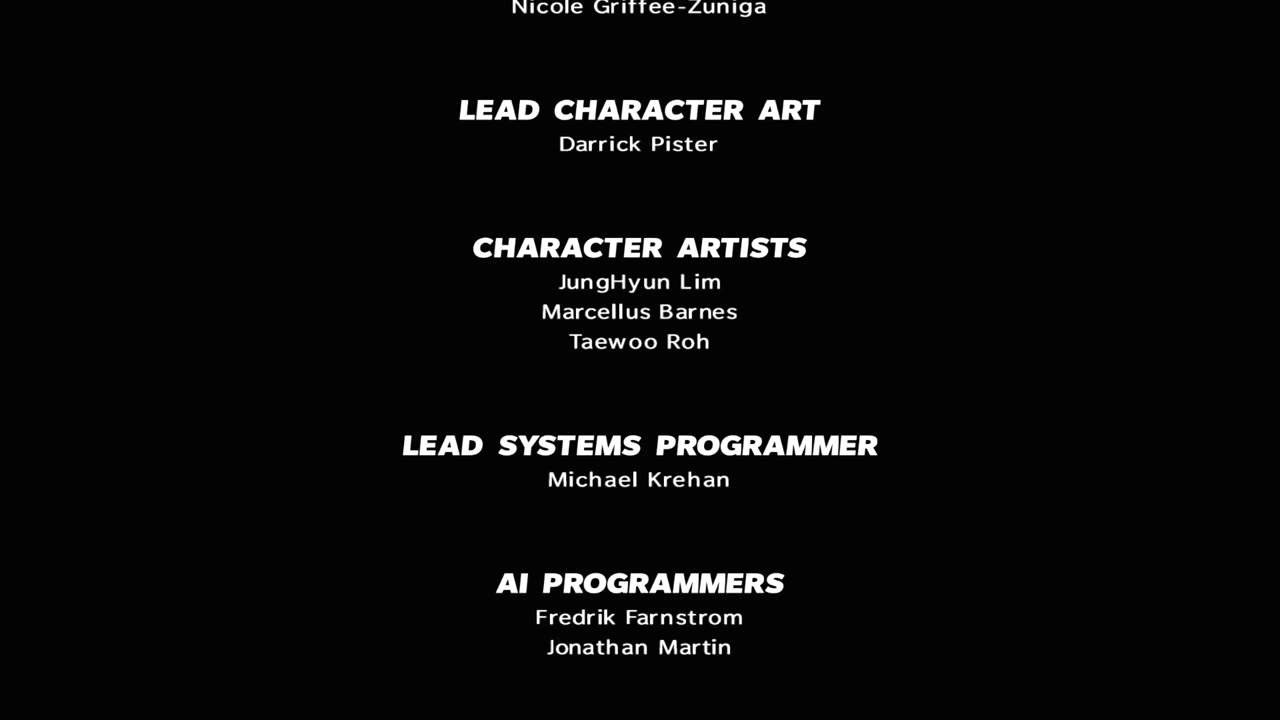 Nicole Griffee-Zuniga
LEAD CHARACTER ART
Darrick Pister
CHARACTER ARTISTS
JungHyun Lim
Marcellus Barnes
Taewoo Roh
LEAD SYSTEMS PROGRAMMER
Michael Krehan
AI PROGRAMMERS
Fredrik Farnstrom
Jonathan Martin